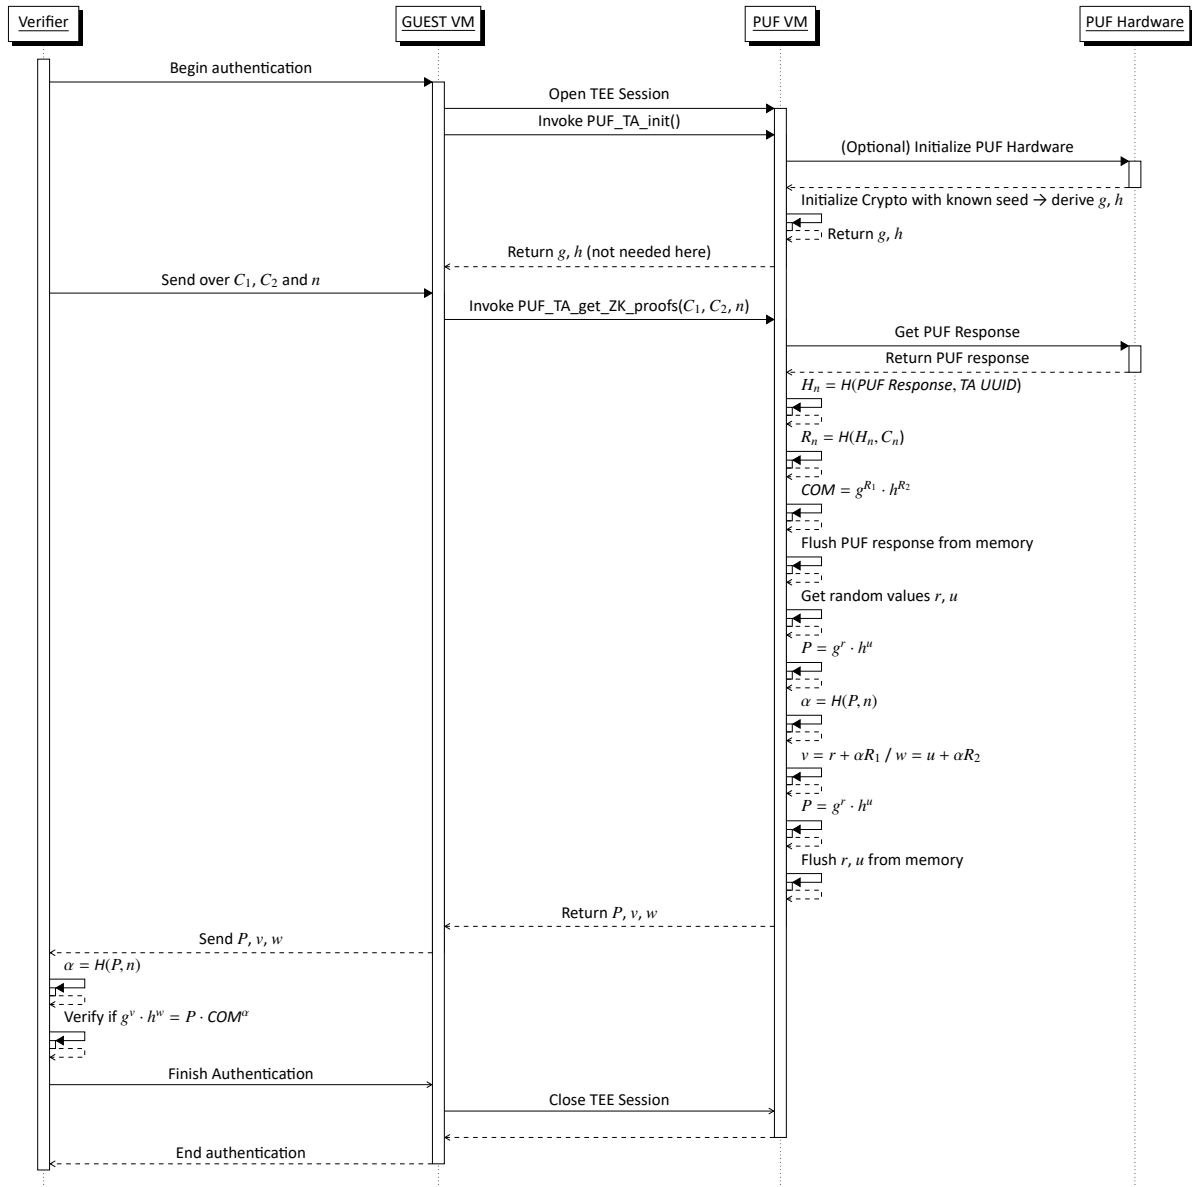 Verifier
GUEST VM
PUF VM
PUF Hardware
Begin authentication
Open TEE Session
Invoke PUF_TA_init()
(Optional) Initialize PUF Hardware
Initialize Crypto with known seed → derive g, h
Return g, h
Return g, h (not needed here)
Send over C₁, C₂ and n
Invoke PUF_TA_get_ZK_proofs(C₁, C₂, n)
Get PUF Response
Return PUF response
Hₙ = H(PUF Response, TA UUID)
Rₙ = H(Hₙ, Cₙ)
COM = g^{R₁} · h^{R₂}
Flush PUF response from memory
Get random values r, u
P = g^r · h^u
α = H(P, n)
v = r + αR₁ / w = u + αR₂
P = g^r · h^u
Flush r, u from memory
Return P, v, w
Send P, v, w
α = H(P, n)
Verify if g^v · h^w = P · COM^α
Finish Authentication
Close TEE Session
End authentication